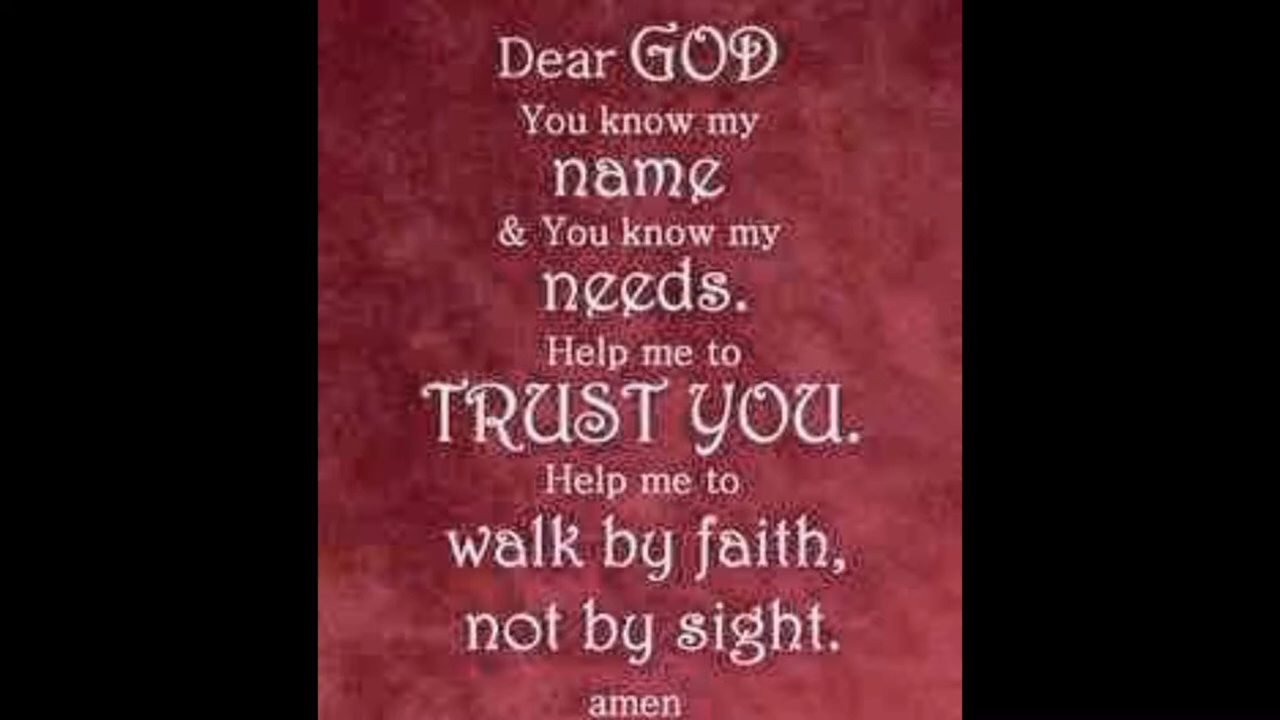 Dear GOD
You know my
name
& You know my
needs.
Help me to
TRUST YOU.
Help me to
walk by faith,
not by sight.
amen